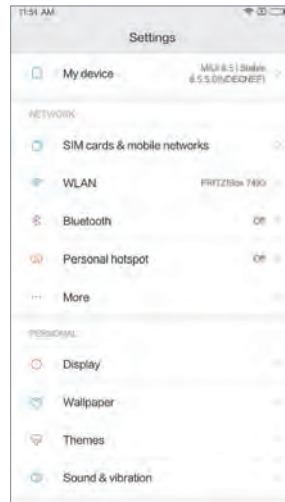 11:51 AM
Settings
My device
MIUI 8.5 | Stable
8.5.5.0(NDECNEF)
NETWORK
SIM cards & mobile networks
WLAN FRITZ!Box 7490
Bluetooth Off
Personal hotspot Off
More
PERSONAL
Display
Wallpaper
Themes
Sound & vibration